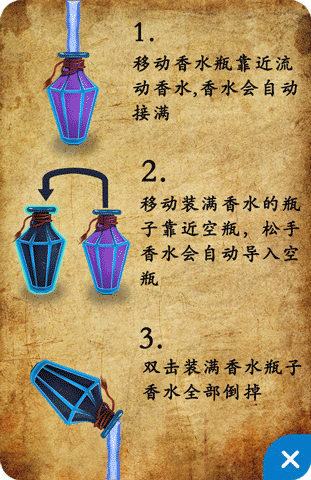 1.
移动香水瓶靠近流
动香水,香水会自动
接满
2.
移动装满香水的瓶
子靠近空瓶，松手
香水会自动导入空
瓶
3.
双击装满香水瓶子
香水全部倒掉